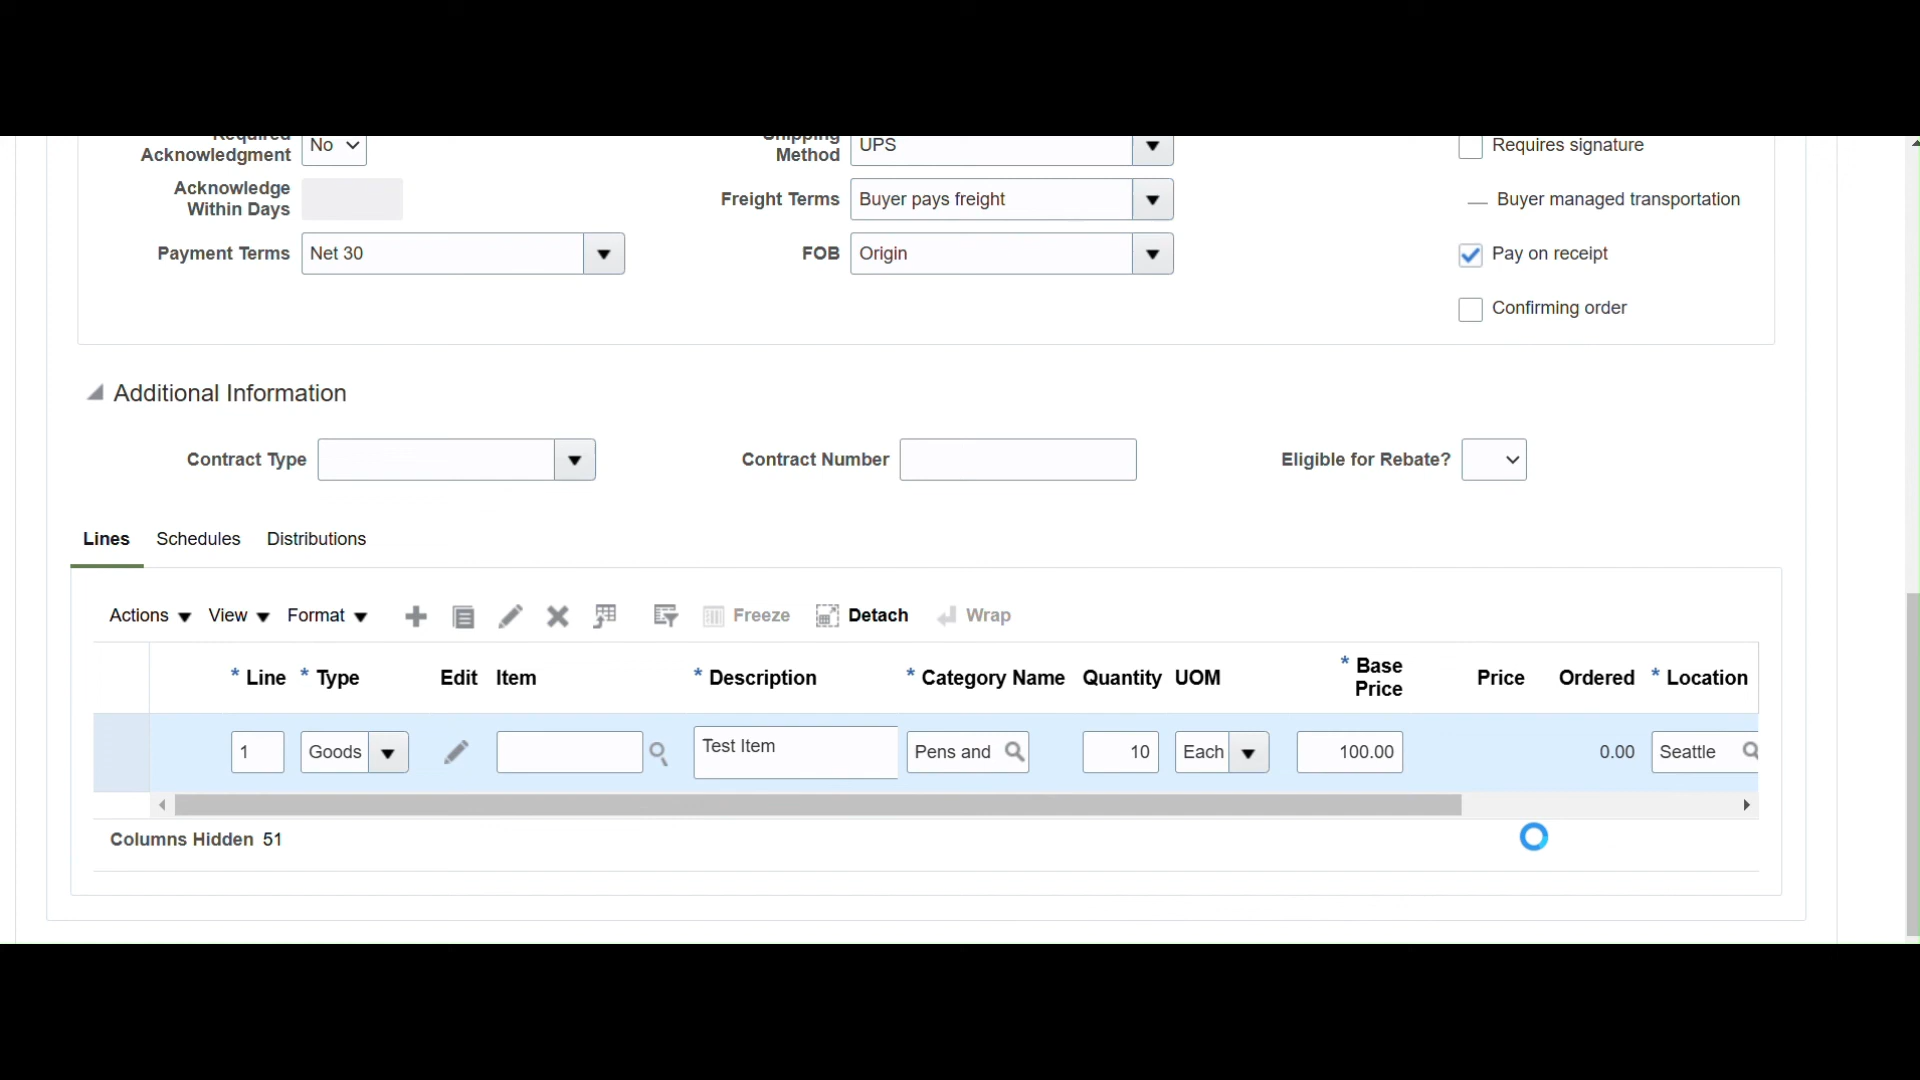 Required
Acknowledgment No
Shipping
Method UPS
Requires signature
Acknowledge
Within Days
Freight Terms Buyer pays freight
Buyer managed transportation
Payment Terms Net 30
FOB Origin
Pay on receipt
Confirming order
Additional Information
Contract Type
Contract Number
Eligible for Rebate?
Lines Schedules Distributions
Actions View Format Freeze Detach Wrap
* Line * Type Edit Item * Description * Category Name Quantity UOM * Base Price Price Ordered * Location
1 Goods Test Item Pens and 10 Each 100.00 0.00 Seattle
Columns Hidden 51